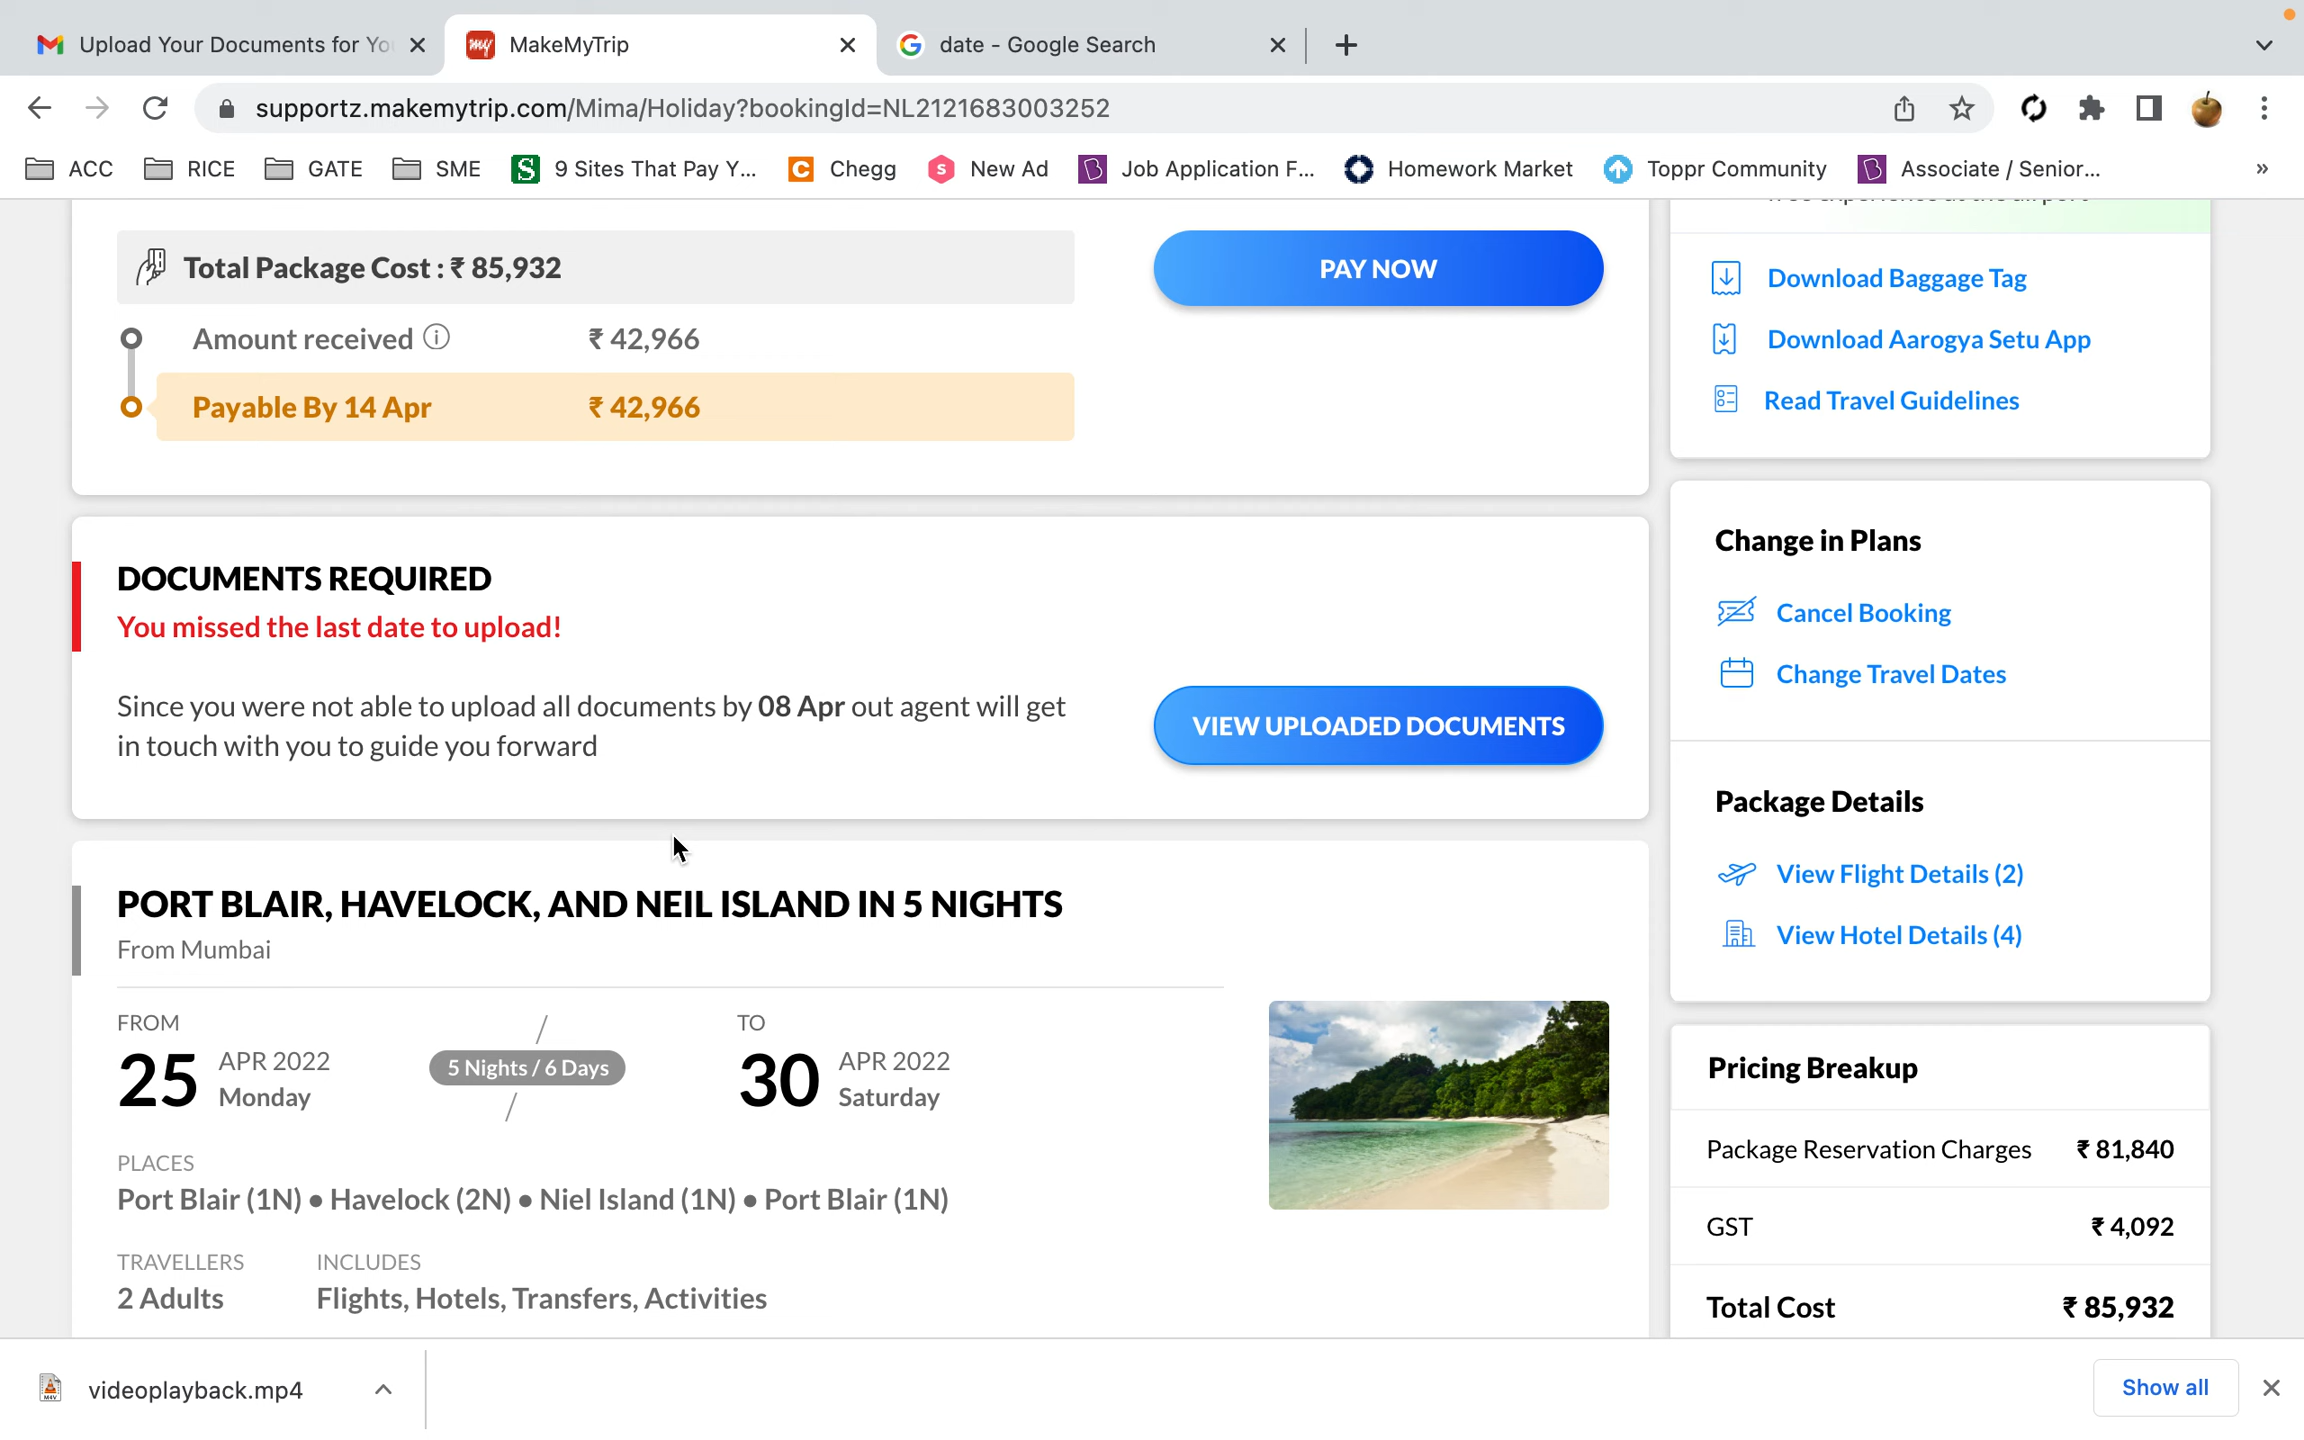 Upload Your Documents for Yo
MakeMyTrip
date - Google Search
supportz.makemytrip.com/Mima/Holiday?bookingId=NL2121683003252
ACC
RICE
GATE
SME
9 Sites That Pay Y...
Chegg
New Ad
Job Application F...
Homework Market
Toppr Community
Associate / Senior...
»
Total Package Cost : ₹ 85,932
PAY NOW
Amount received ₹ 42,966
Payable By 14 Apr ₹ 42,966
DOCUMENTS REQUIRED
You missed the last date to upload!
Since you were not able to upload all documents by 08 Apr out agent will get
in touch with you to guide you forward
VIEW UPLOADED DOCUMENTS
PORT BLAIR, HAVELOCK, AND NEIL ISLAND IN 5 NIGHTS
From Mumbai
FROM
25 APR 2022
Monday
5 Nights / 6 Days
TO
30 APR 2022
Saturday
PLACES
Port Blair (1N) • Havelock (2N) • Niel Island (1N) • Port Blair (1N)
TRAVELLERS
2 Adults
INCLUDES
Flights, Hotels, Transfers, Activities
Download Baggage Tag
Download Aarogya Setu App
Read Travel Guidelines
Change in Plans
Cancel Booking
Change Travel Dates
Package Details
View Flight Details (2)
View Hotel Details (4)
Pricing Breakup
Package Reservation Charges ₹ 81,840
GST ₹ 4,092
Total Cost ₹ 85,932
videoplayback.mp4
Show all